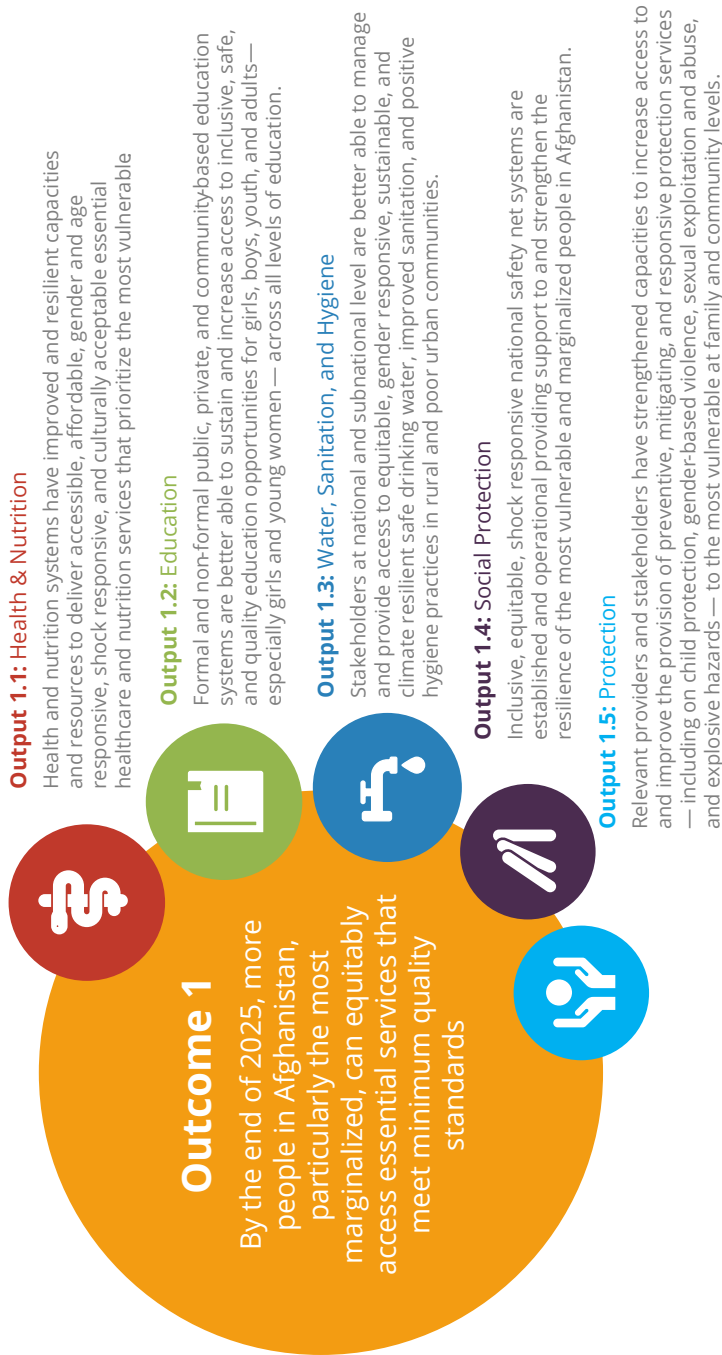 Outcome 1
By the end of 2025, more
people in Afghanistan,
particularly the most
marginalized, can equitably
access essential services that
meet minimum quality
standards
Output 1.1: Health & Nutrition
Health and nutrition systems have improved and resilient capacities
and resources to deliver accessible, affordable, gender and age
responsive, shock responsive, and culturally acceptable essential
healthcare and nutrition services that prioritize the most vulnerable
Output 1.2: Education
Formal and non-formal public, private, and community-based education
systems are better able to sustain and increase access to inclusive, safe,
and quality education opportunities for girls, boys, youth, and adults—
especially girls and young women — across all levels of education.
Output 1.3: Water, Sanitation, and Hygiene
Stakeholders at national and subnational level are better able to manage
and provide access to equitable, gender responsive, sustainable, and
climate resilient safe drinking water, improved sanitation, and positive
hygiene practices in rural and poor urban communities.
Output 1.4: Social Protection
Inclusive, equitable, shock responsive national safety net systems are
established and operational providing support to and strengthen the
resilience of the most vulnerable and marginalized people in Afghanistan.
Output 1.5: Protection
Relevant providers and stakeholders have strengthened capacities to increase access to
and improve the provision of preventive, mitigating, and responsive protection services
— including on child protection, gender-based violence, sexual exploitation and abuse,
and explosive hazards — to the most vulnerable at family and community levels.